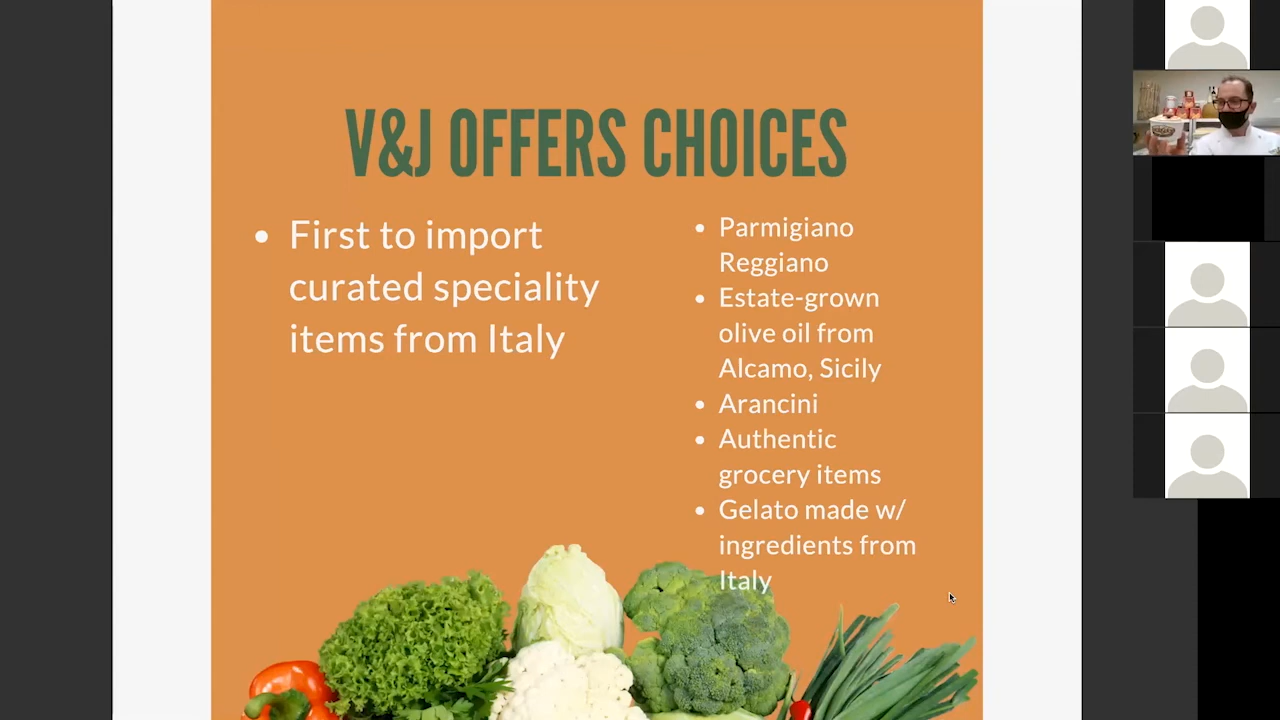 V&J OFFERS CHOICES
• First to import
curated speciality
items from Italy
• Parmigiano
Reggiano
• Estate-grown
olive oil from
Alcamo, Sicily
• Arancini
• Authentic
grocery items
• Gelato made w/
ingredients from
Italy